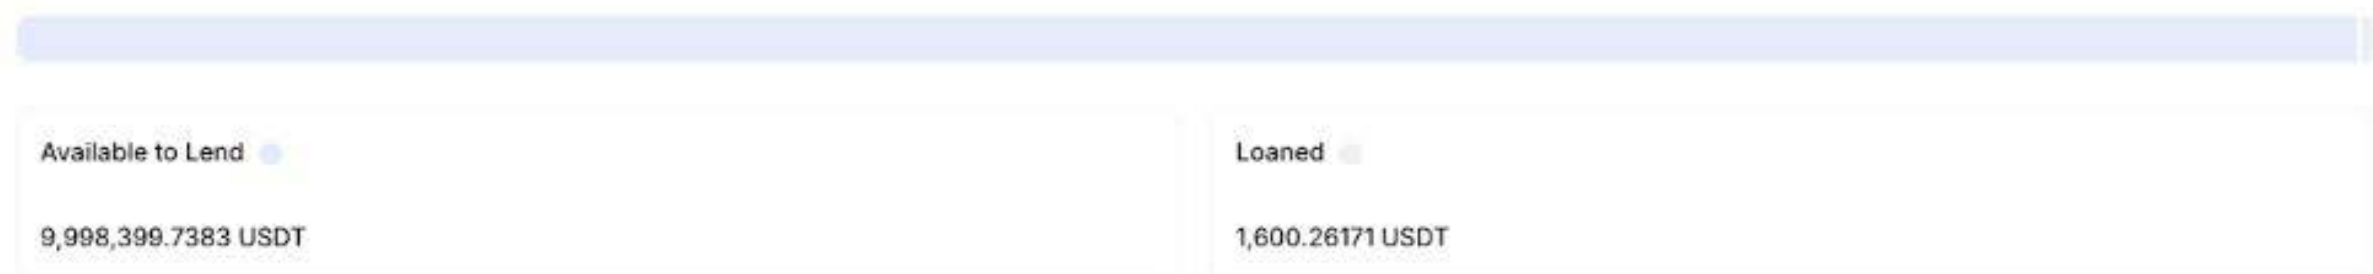 Available to Lend
Loaned
9,998,399.7383 USDT
1,600.26171 USDT